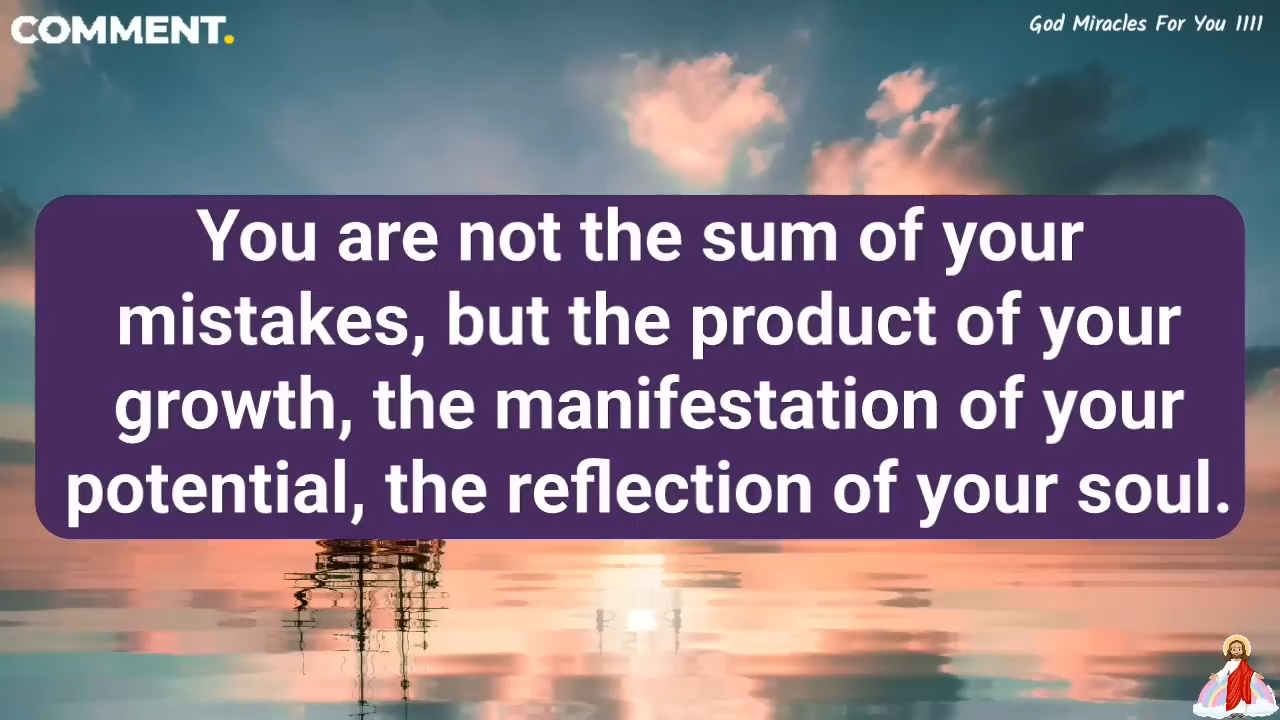 COMMENT.
God Miracles For You 1111
You are not the sum of your
mistakes, but the product of your
growth, the manifestation of your
potential, the reflection of your soul.